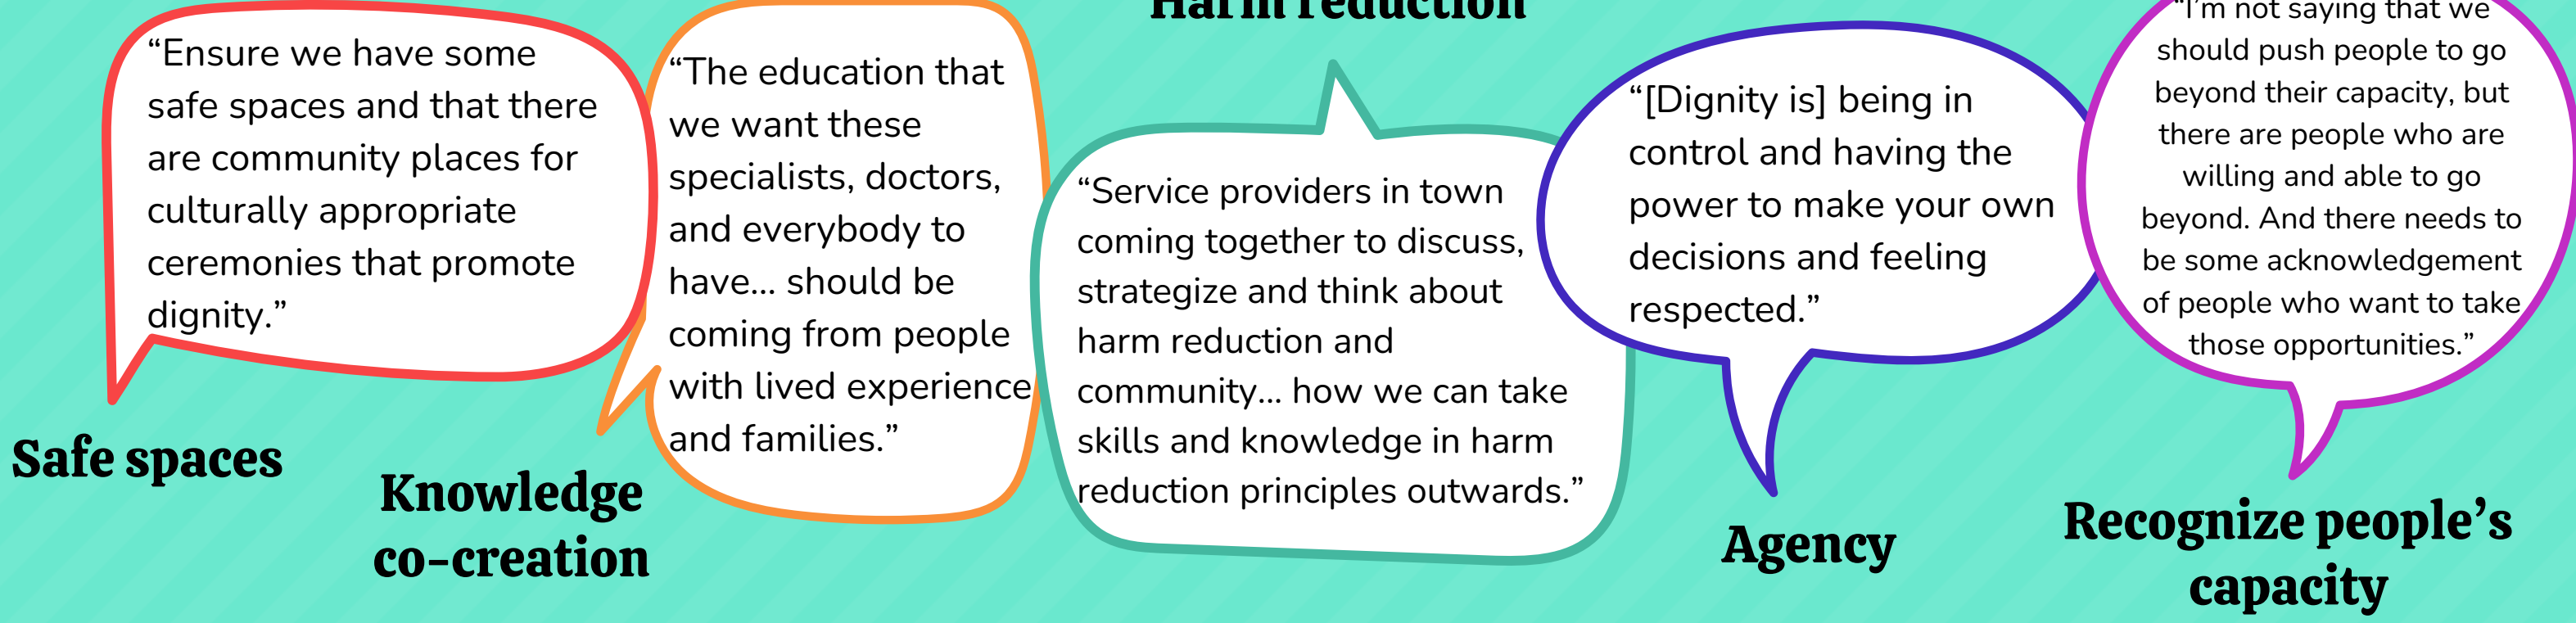 “Ensure we have some
safe spaces and that there
are community places for
culturally appropriate
ceremonies that promote
dignity.”
Safe spaces
“The education that
we want these
specialists, doctors,
and everybody to
have... should be
coming from people
with lived experience
and families.”
Knowledge
co-creation
Harm reduction
“Service providers in town
coming together to discuss,
strategize and think about
harm reduction and
community... how we can take
skills and knowledge in harm
reduction principles outwards.”
“[Dignity is] being in
control and having the
power to make your own
decisions and feeling
respected.”
Agency
“I’m not saying that we
should push people to go
beyond their capacity, but
there are people who are
willing and able to go
beyond. And there needs to
be some acknowledgement
of people who want to take
those opportunities.”
Recognize people’s
capacity